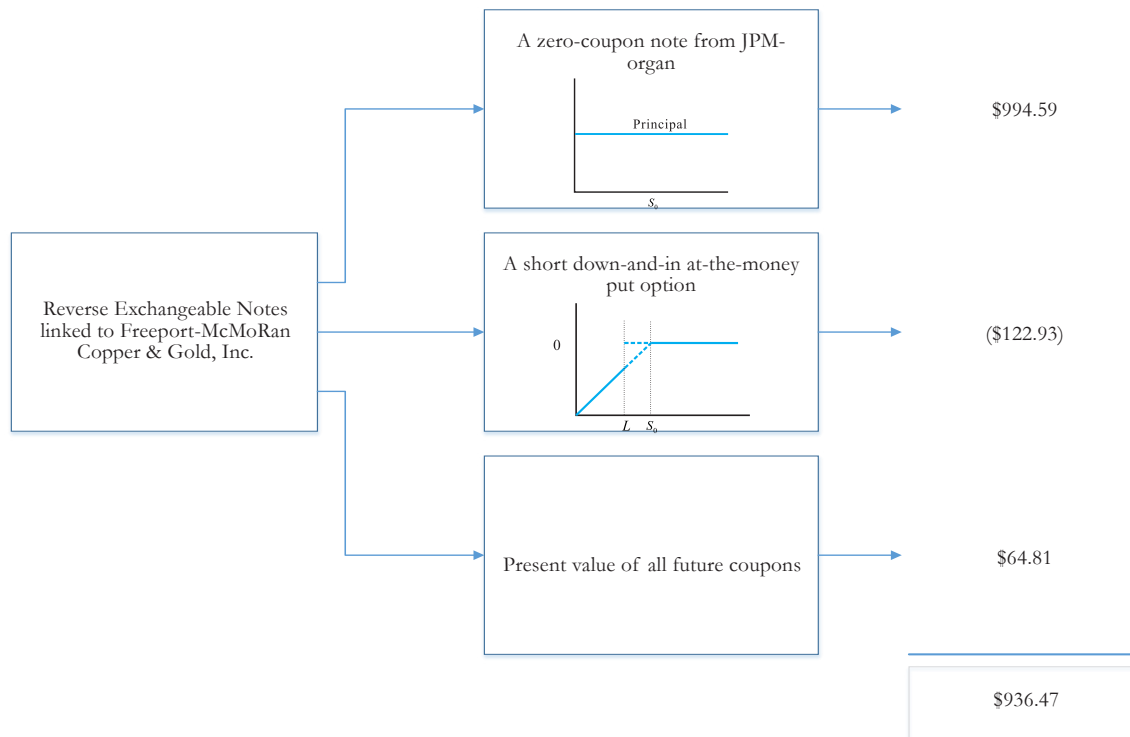 A zero-coupon note from JPM-
organ
Principal
S₀
$994.59
Reverse Exchangeable Notes
linked to Freeport-McMoRan
Copper & Gold, Inc.
A short down-and-in at-the-money
put option
0
L S₀
($122.93)
Present value of all future coupons
$64.81
$936.47